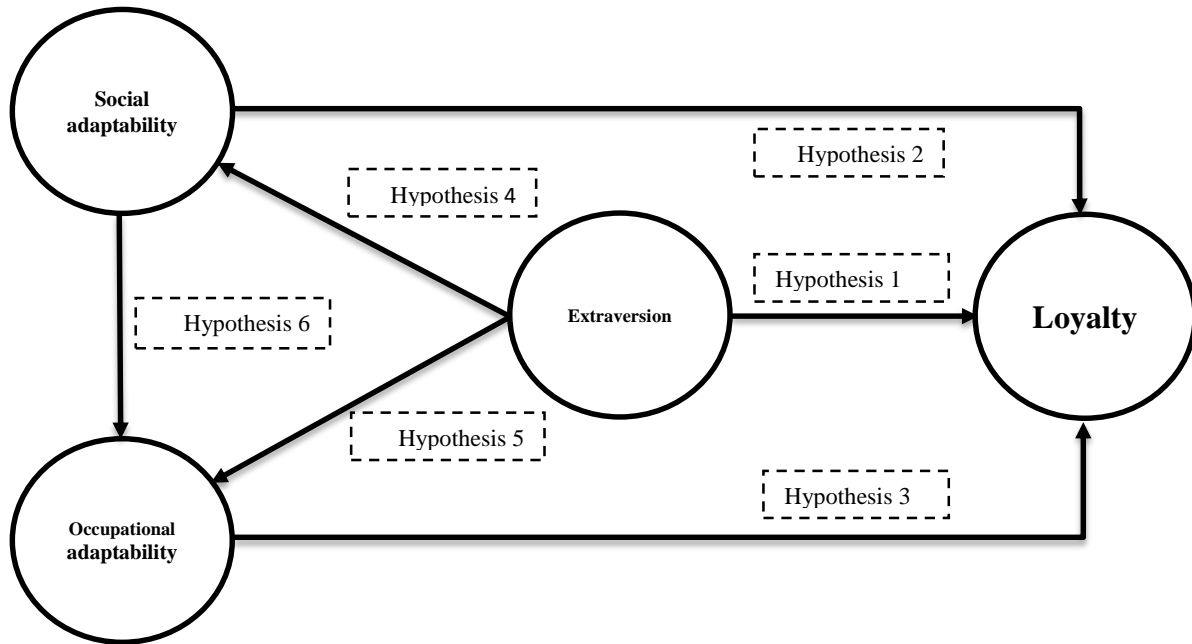 Social
adaptability
Hypothesis 2
Hypothesis 4
Hypothesis 1
Extraversion
Loyalty
Hypothesis 6
Hypothesis 5
Hypothesis 3
Occupational
adaptability